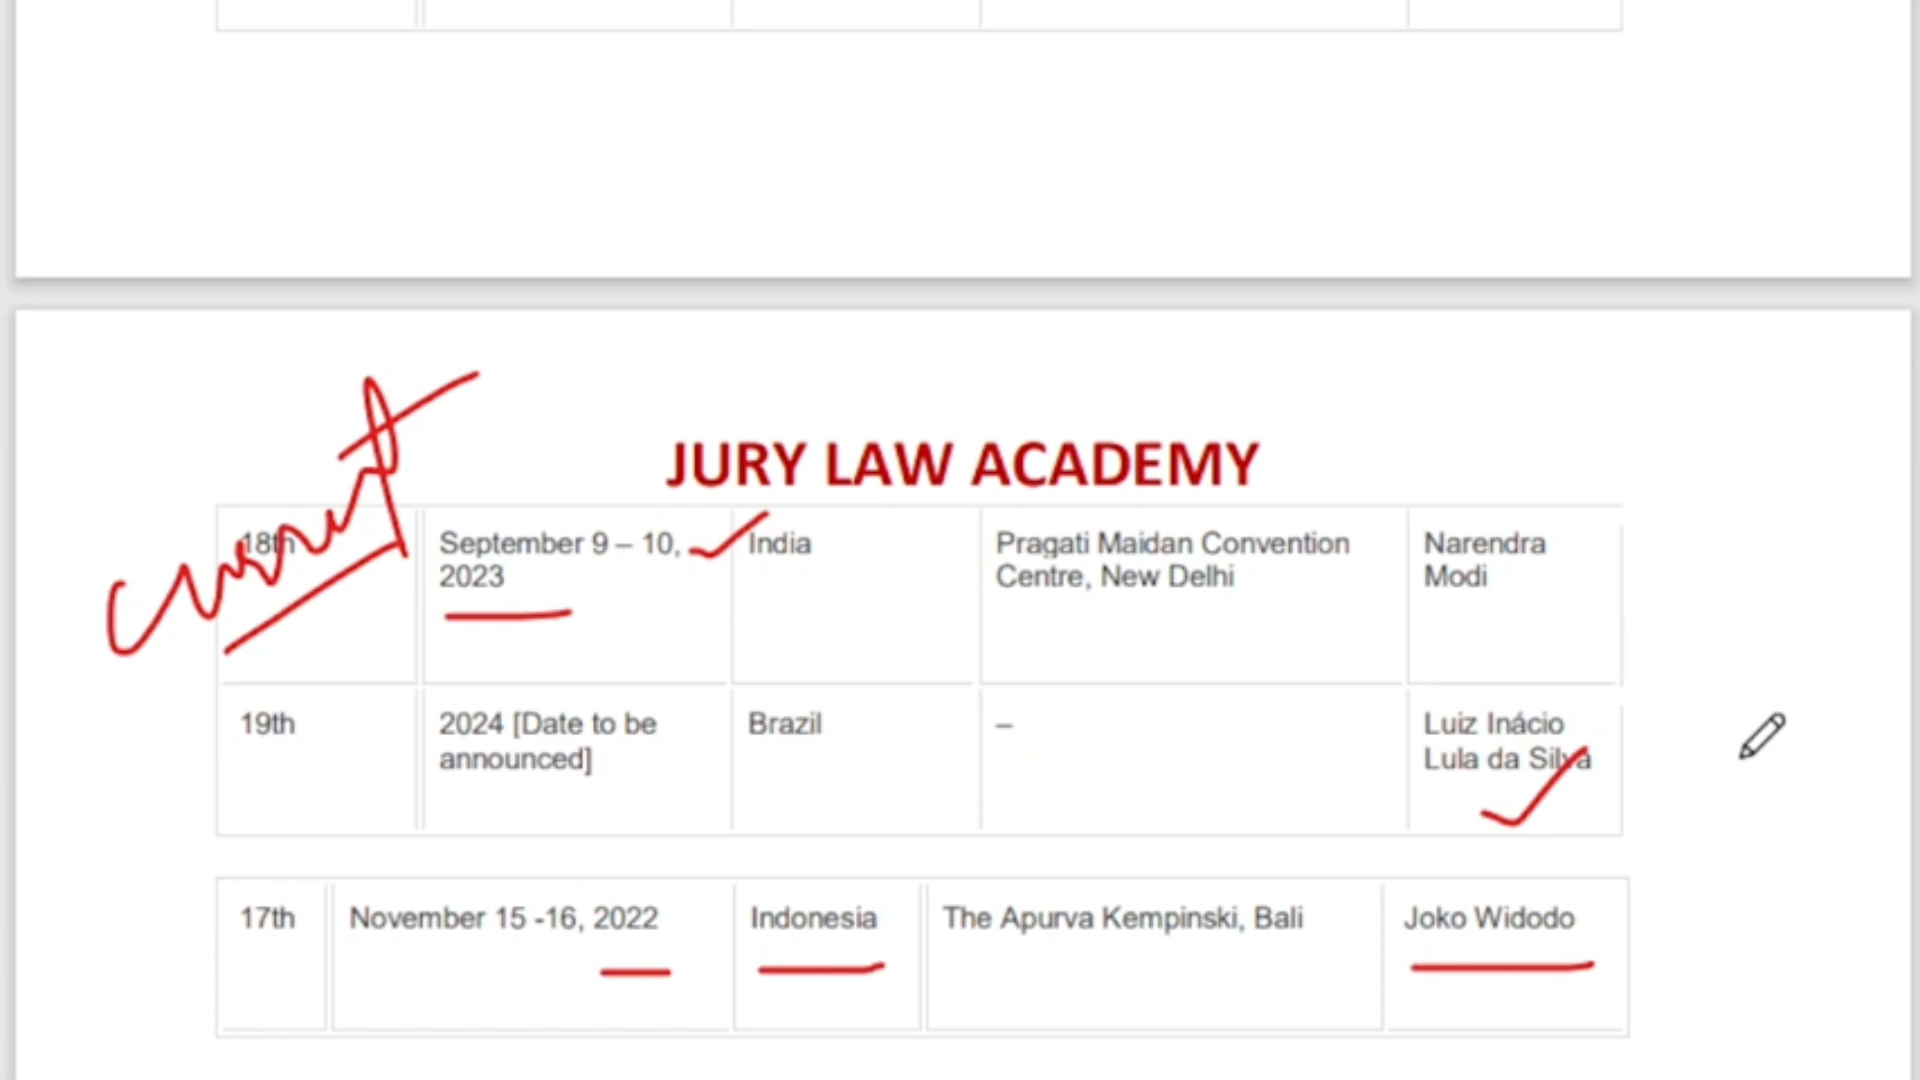 current
JURY LAW ACADEMY
18th
September 9 – 10,
2023
India
Pragati Maidan Convention
Centre, New Delhi
Narendra
Modi
19th
2024 [Date to be
announced]
Brazil
–
Luiz Inácio
Lula da Silva
17th
November 15 -16, 2022
Indonesia
The Apurva Kempinski, Bali
Joko Widodo